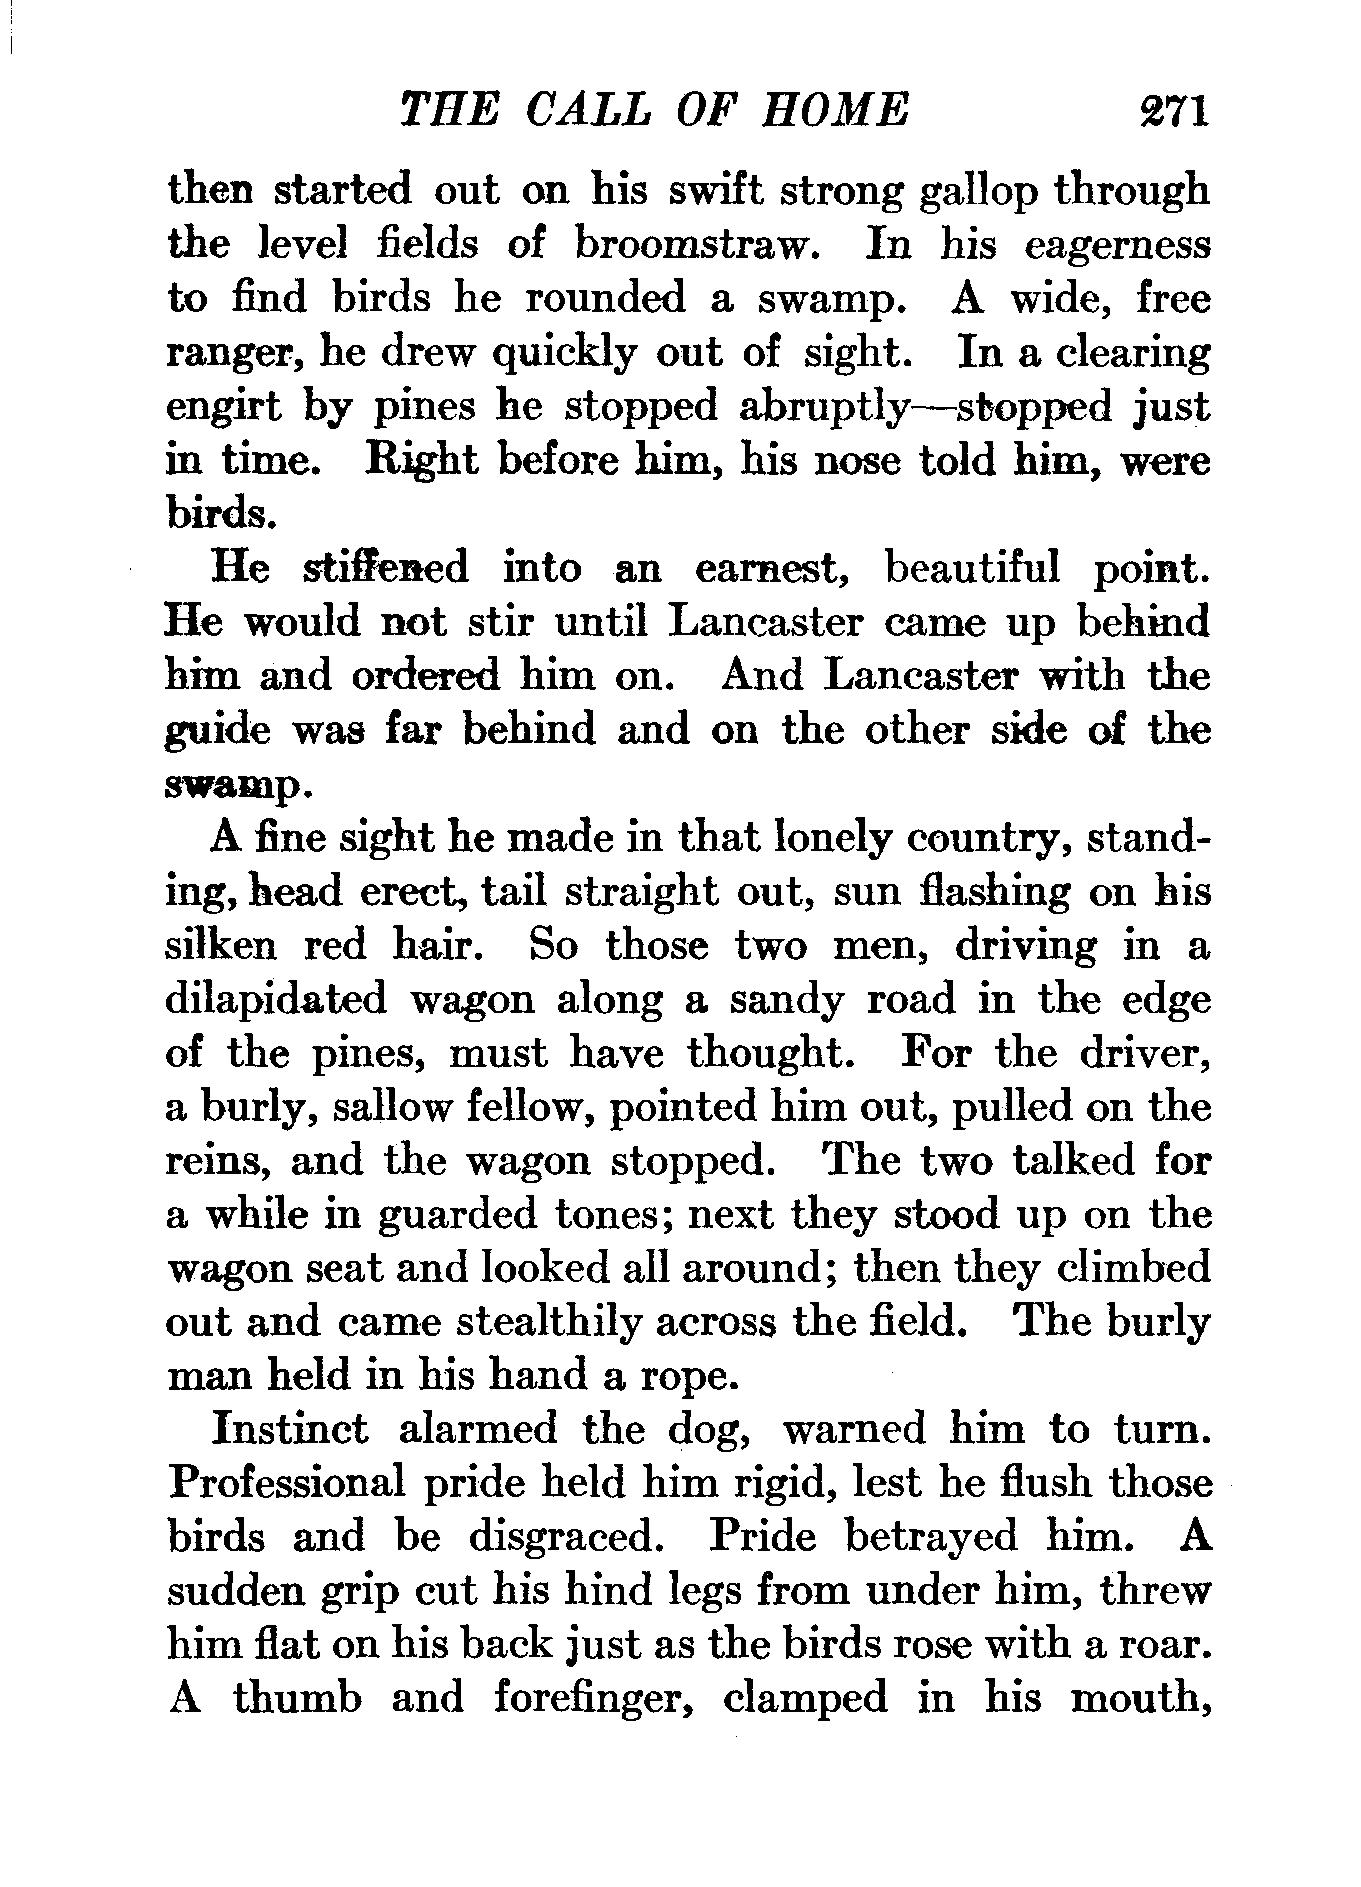 THE CALL OF HOME 271
then started out on his swift strong gallop through
the level fields of broomstraw. In his eagerness
to find birds he rounded a swamp. A wide, free
ranger, he drew quickly out of sight. In a clearing
engirt by pines he stopped abruptly—stopped just
in time. Right before him, his nose told him, were
birds.
He stiffened into an earnest, beautiful point.
He would not stir until Lancaster came up behind
him and ordered him on. And Lancaster with the
guide was far behind and on the other side of the
swamp.
A fine sight he made in that lonely country, stand-
ing, head erect, tail straight out, sun flashing on his
silken red hair. So those two men, driving in a
dilapidated wagon along a sandy road in the edge
of the pines, must have thought. For the driver,
a burly, sallow fellow, pointed him out, pulled on the
reins, and the wagon stopped. The two talked for
a while in guarded tones; next they stood up on the
wagon seat and looked all around; then they climbed
out and came stealthily across the field. The burly
man held in his hand a rope.
Instinct alarmed the dog, warned him to turn.
Professional pride held him rigid, lest he flush those
birds and be disgraced. Pride betrayed him. A
sudden grip cut his hind legs from under him, threw
him flat on his back just as the birds rose with a roar.
A thumb and forefinger, clamped in his mouth,